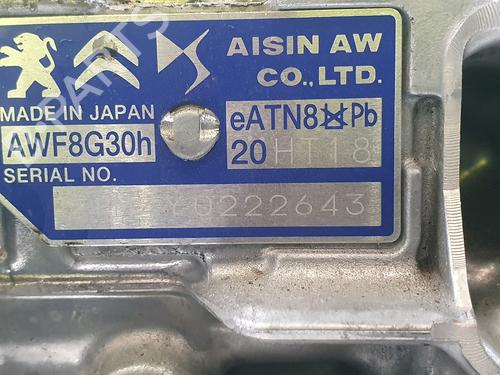 AISIN AW
CO., LTD.
MADE IN JAPAN
AWF8G30h
eATN8 Pb
20 HT18
SERIAL NO.
Y0222643